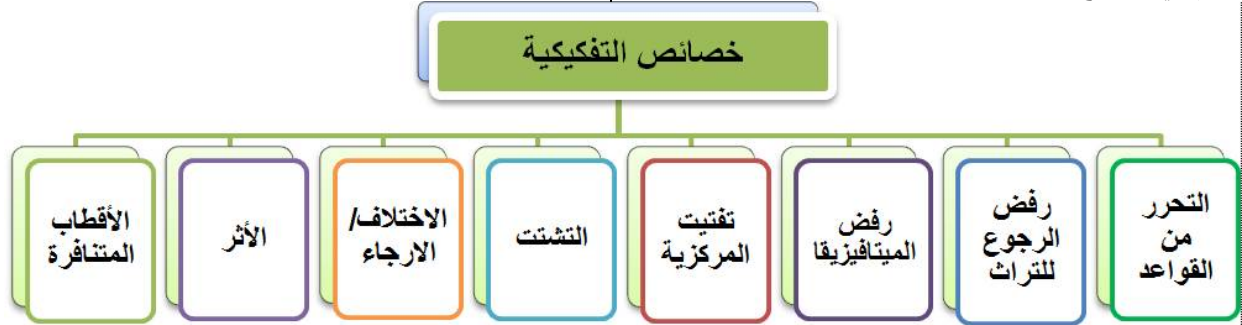 خصائص التفكيكية
التحرر
من
القواعد
رفض
الرجوع
للتراث
رفض
الميتافيزيقا
تفتيت
المركزية
التشتت
الاختلاف/
الارجاء
الأثر
الأقطاب
المتنافرة